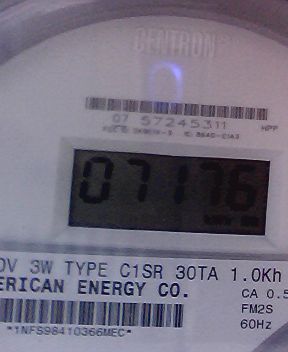 CENTRON
07 57245311
HPP
07176
0V 3W TYPE C1SR 30TA 1.0Kh
ERICAN ENERGY CO.
CA 0.5
FM2S
60Hz
*1NFS98410366MEC*